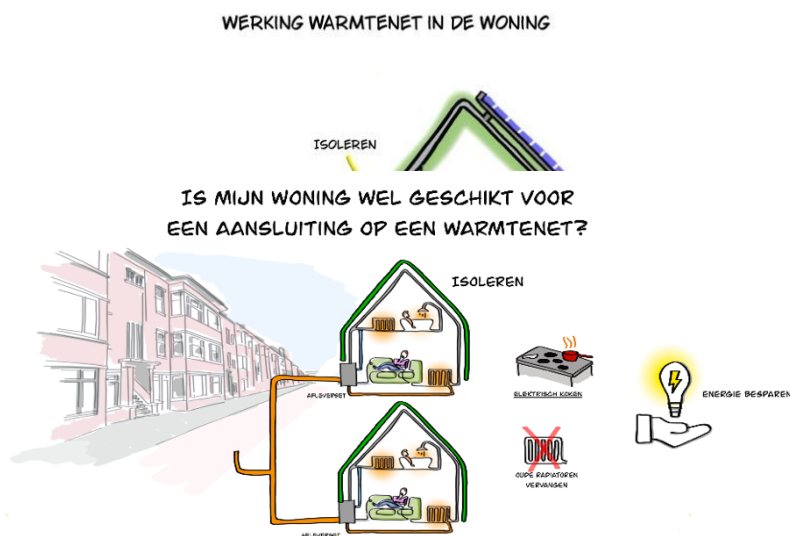 WERKING WARMTENET IN DE WONING
ISOLEREN
IS MIJN WONING WEL GESCHIKT VOOR
EEN AANSLUITING OP EEN WARMTENET?
ISOLEREN
AFLEVERSET
ELEKTRISCH KOKEN
ENERGIE BESPAREN
OUDE RADIATOREN
VERVANGEN
AFLEVERSET